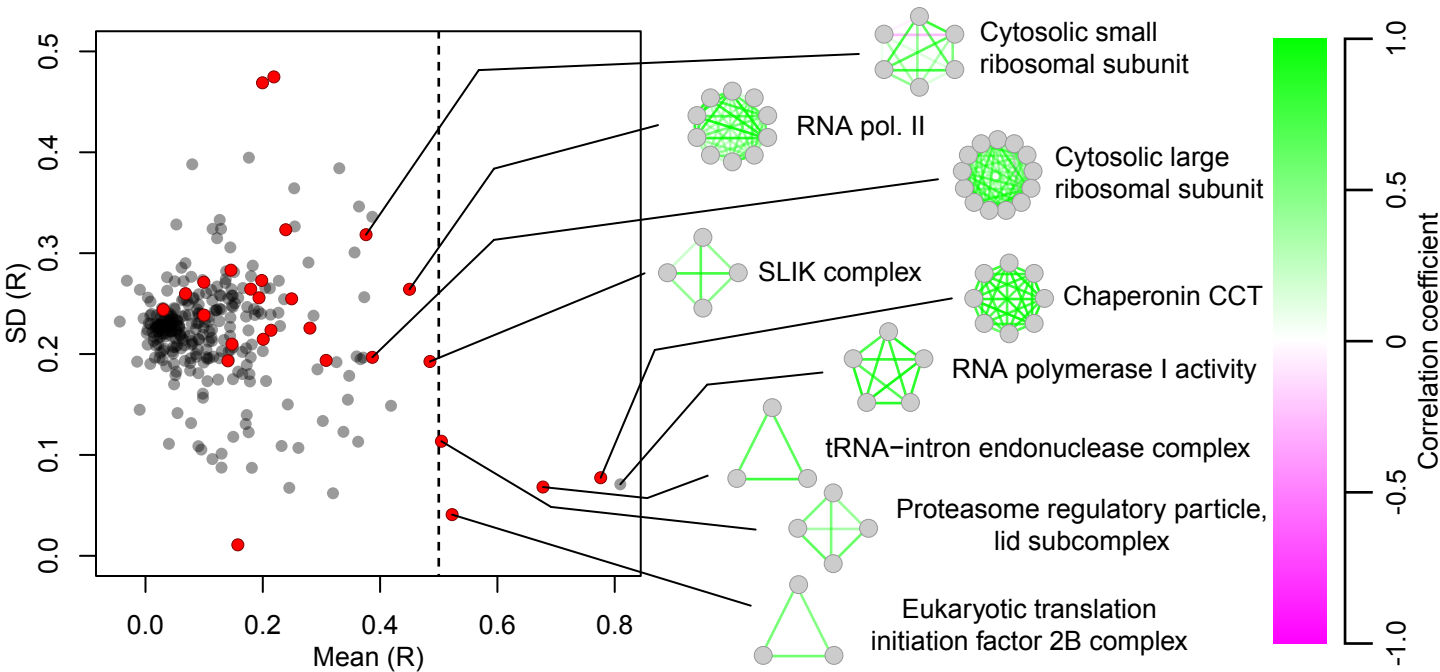 0.5
0.4
0.3
0.2
0.1
0.0
SD (R)
0.0
0.2
0.4
0.6
0.8
Mean (R)
Cytosolic small
ribosomal subunit
RNA pol. II
Cytosolic large
ribosomal subunit
SLIK complex
Chaperonin CCT
RNA polymerase I activity
tRNA−intron endonuclease complex
Proteasome regulatory particle,
lid subcomplex
Eukaryotic translation
initiation factor 2B complex
1.0
0.5
0
-0.5
-1.0
Correlation coefficient